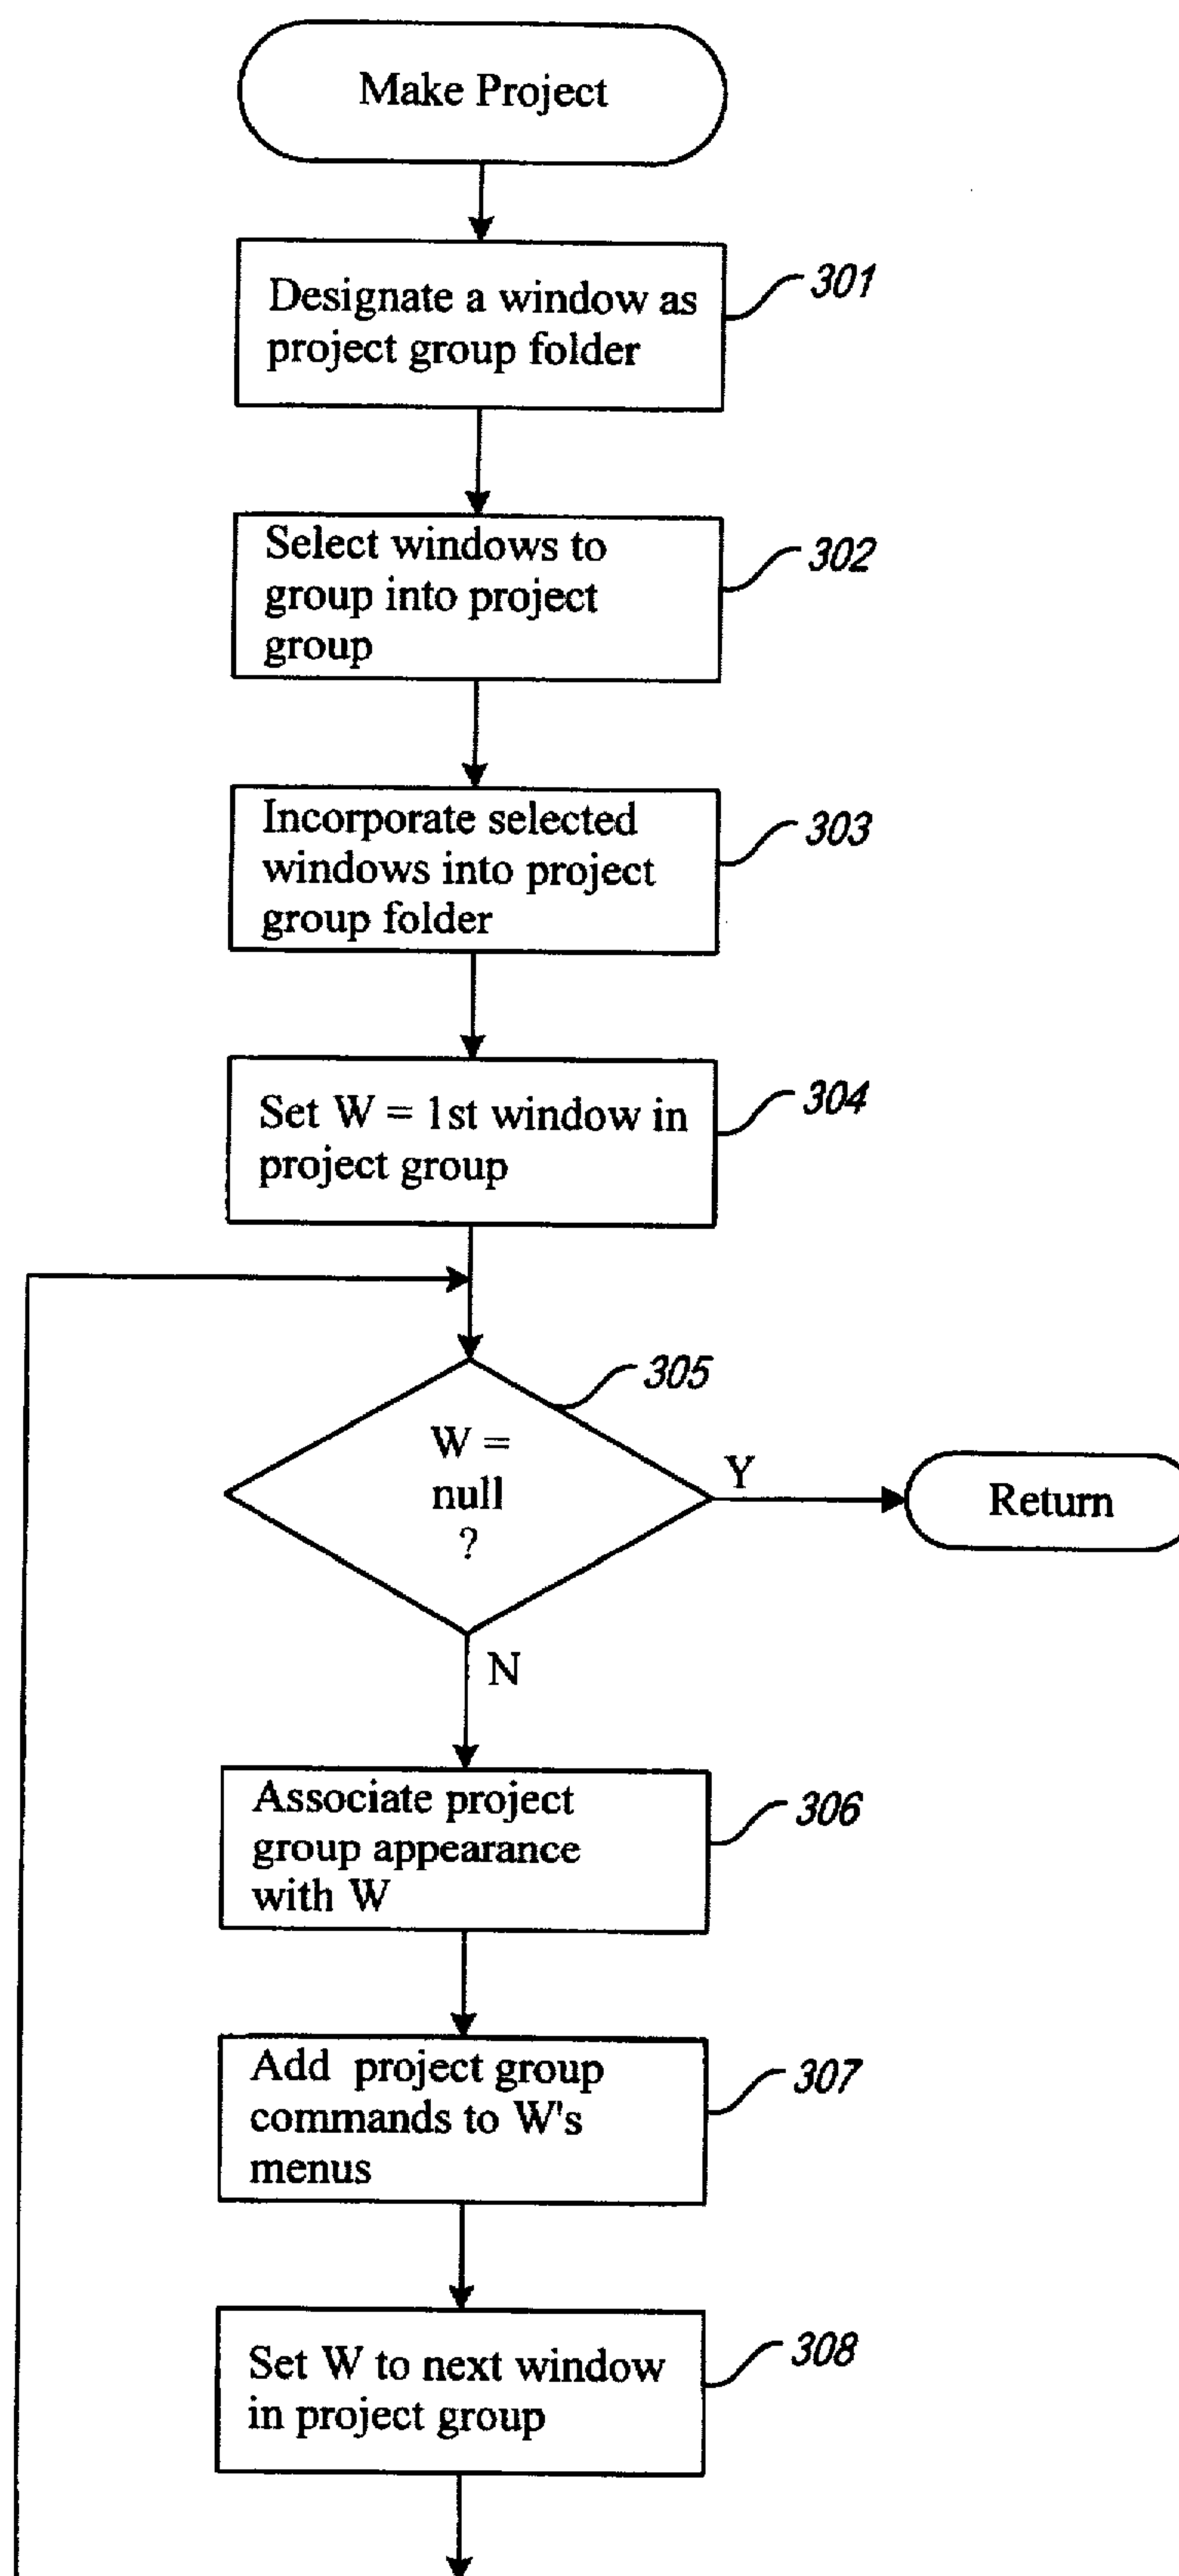 Make Project
Designate a window as
project group folder
301
Select windows to
group into project
group
302
Incorporate selected
windows into project
group folder
303
Set W = 1st window in
project group
304
305
W =
null
?
Y
Return
N
Associate project
group appearance
with W
306
Add project group
commands to W's
menus
307
Set W to next window
in project group
308